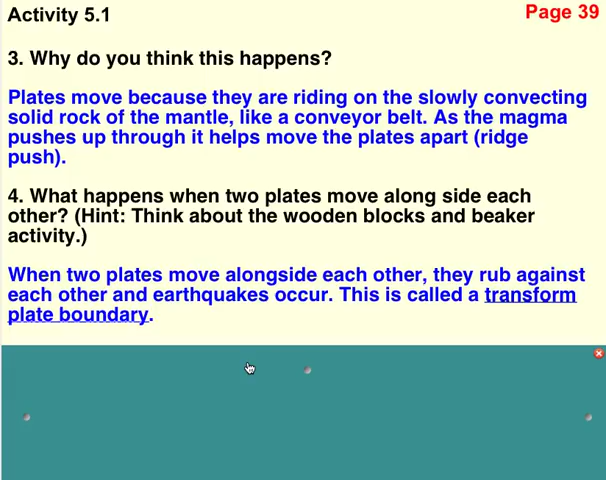 Activity 5.1
Page 39
3. Why do you think this happens?
Plates move because they are riding on the slowly convecting
solid rock of the mantle, like a conveyor belt. As the magma
pushes up through it helps move the plates apart (ridge
push).
4. What happens when two plates move along side each
other? (Hint: Think about the wooden blocks and beaker
activity.)
When two plates move alongside each other, they rub against
each other and earthquakes occur. This is called a transform
plate boundary.